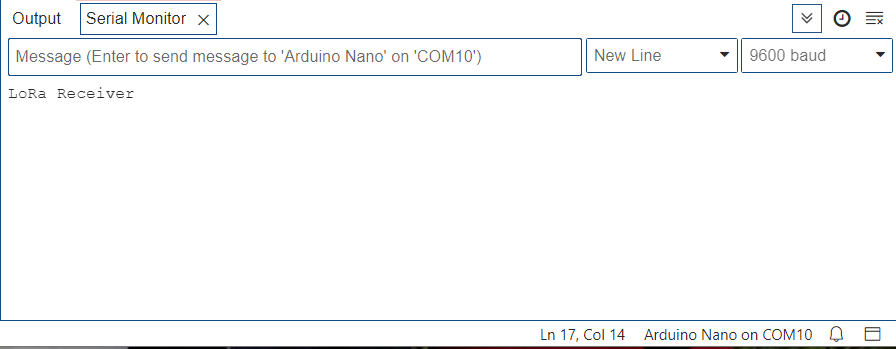 Output Serial Monitor
Message (Enter to send message to 'Arduino Nano' on 'COM10') New Line 9600 baud
LoRa Receiver
Ln 17, Col 14 Arduino Nano on COM10